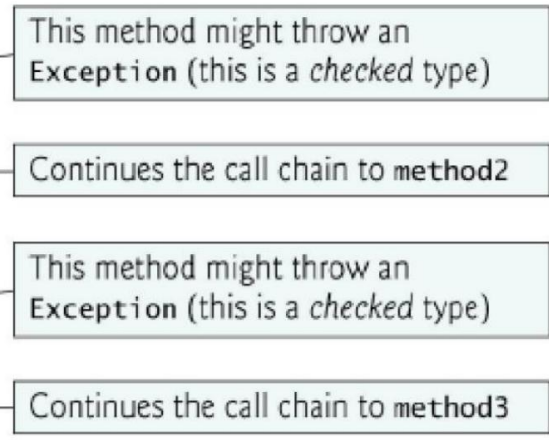 This method might throw an
Exception (this is a checked type)
Continues the call chain to method2
This method might throw an
Exception (this is a checked type)
Continues the call chain to method3